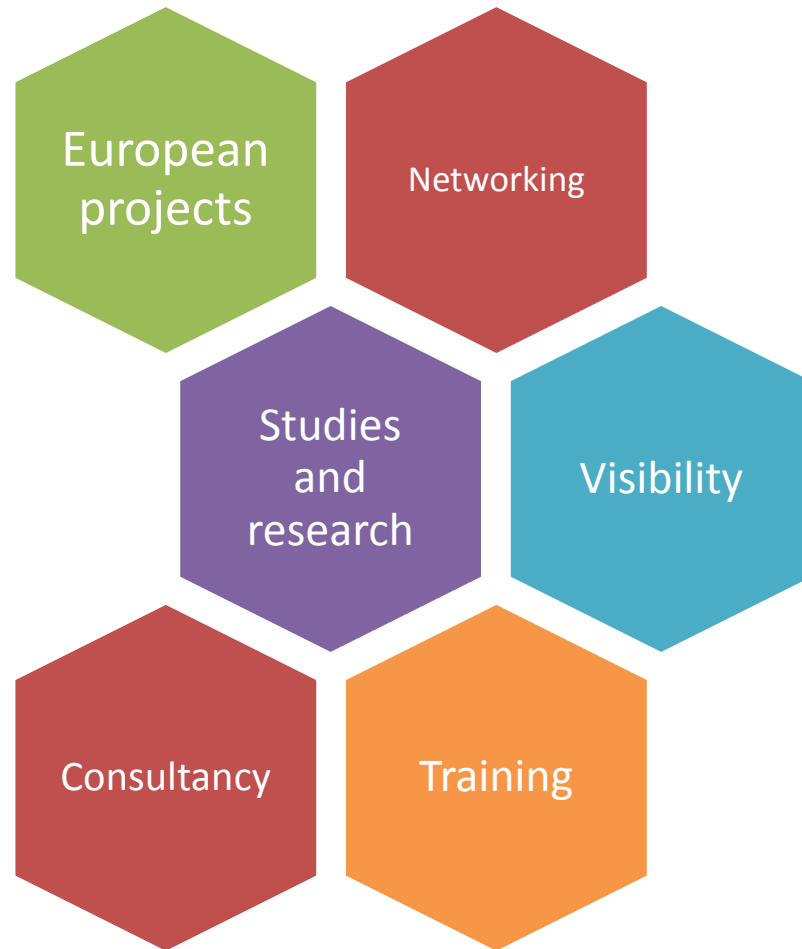 European
projects
Networking
Studies
and
research
Visibility
Consultancy
Training